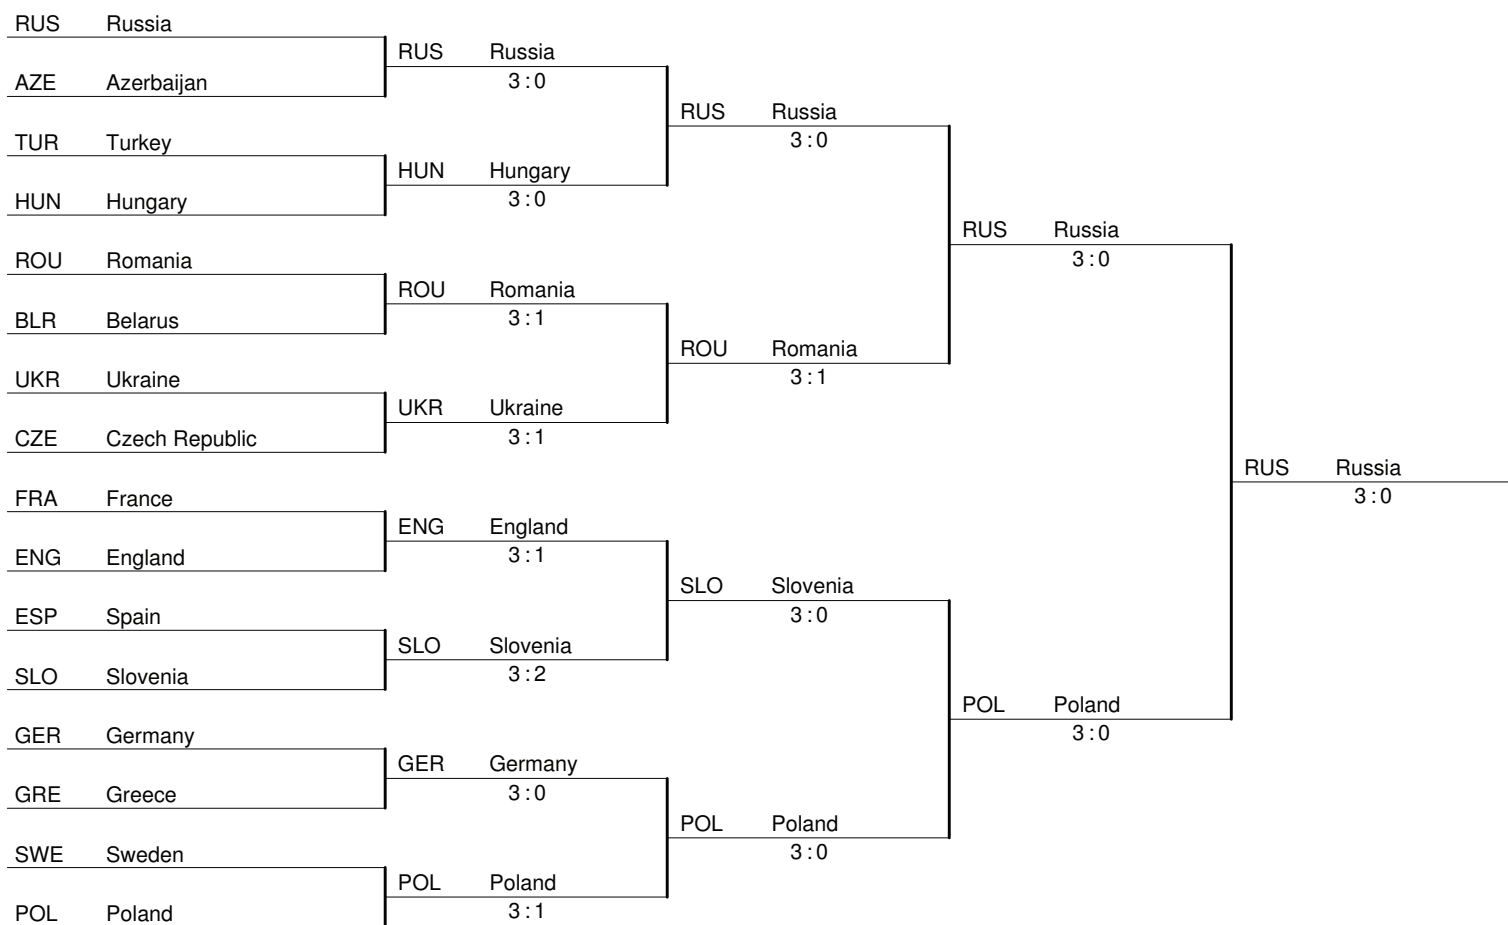 RUS Russia
RUS Russia
3 : 0
AZE Azerbaijan
RUS Russia
3 : 0
TUR Turkey
HUN Hungary
3 : 0
HUN Hungary
RUS Russia
3 : 0
ROU Romania
ROU Romania
3 : 1
BLR Belarus
ROU Romania
3 : 1
UKR Ukraine
UKR Ukraine
3 : 1
CZE Czech Republic
RUS Russia
3 : 0
FRA France
ENG England
3 : 1
ENG England
SLO Slovenia
3 : 0
ESP Spain
SLO Slovenia
3 : 2
SLO Slovenia
POL Poland
3 : 0
GER Germany
GER Germany
3 : 0
GRE Greece
POL Poland
3 : 0
SWE Sweden
POL Poland
3 : 1
POL Poland